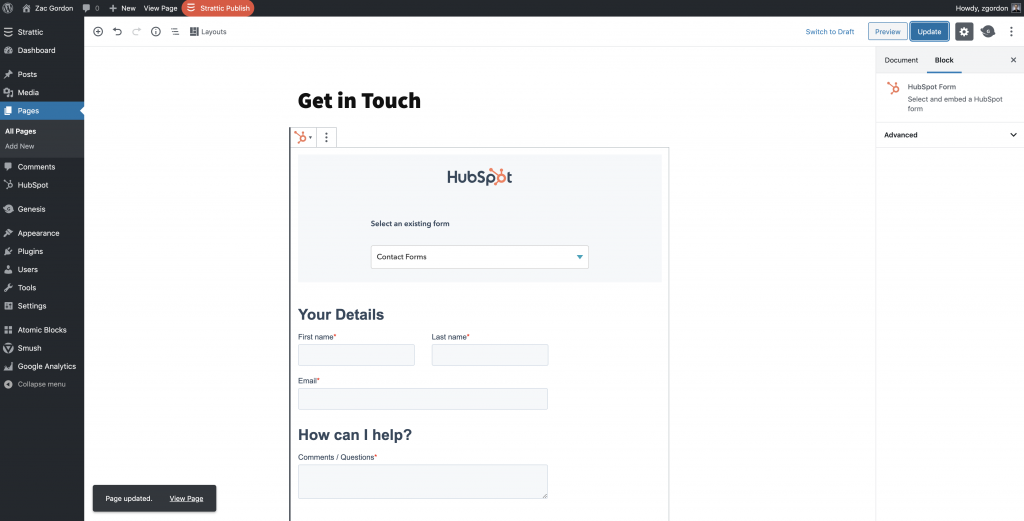 Zac Gordon
0
New
View Page
Strattic Publish
Howdy, zgordon
Strattic
Dashboard
Posts
Media
Pages
All Pages
Add New
Comments
HubSpot
Genesis
Appearance
Plugins
Users
Tools
Settings
Atomic Blocks
Smush
Google Analytics
Collapse menu
Layouts
Switch to Draft
Preview
Update
Get in Touch
HubSpot
Select an existing form
Contact Forms
Your Details
First name*
Last name*
Email*
How can I help?
Comments / Questions*
Page updated.
View Page
Document
Block
HubSpot Form
Select and embed a HubSpot
form
Advanced